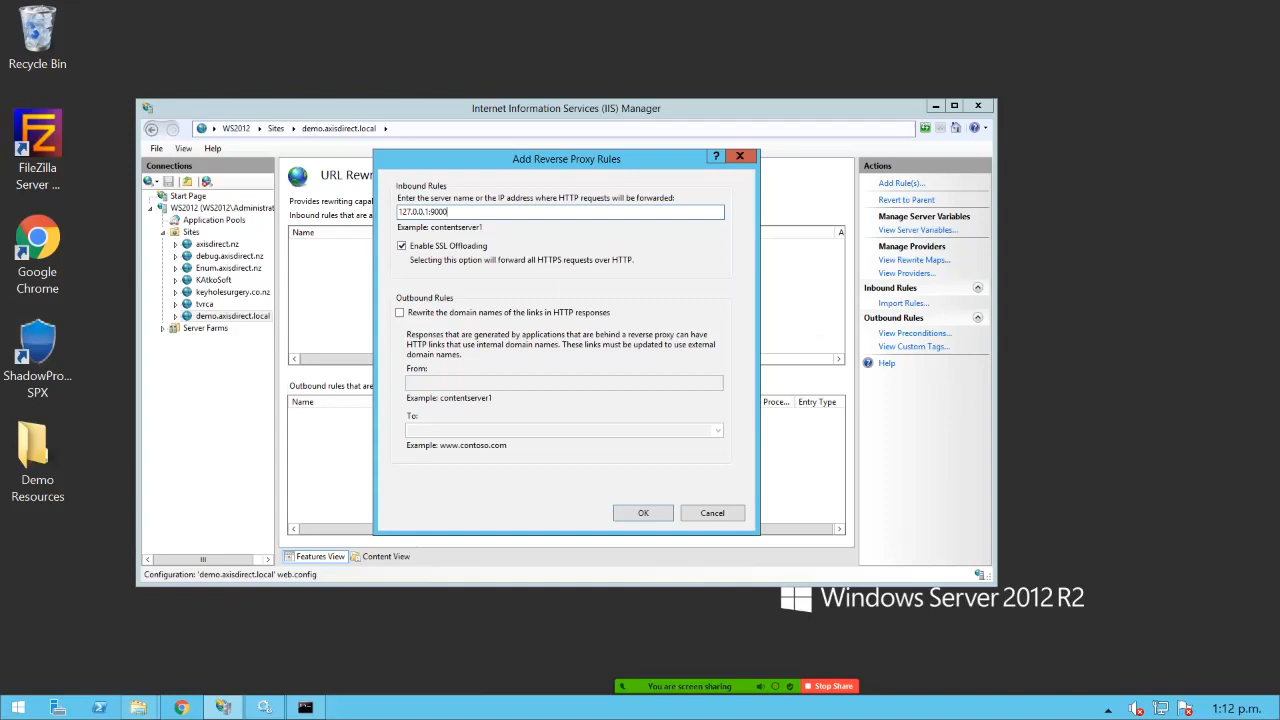 Recycle Bin
FileZilla
Server ...
Google
Chrome
ShadowPro...
SPX
Demo
Resources
Internet Information Services (IIS) Manager
WS2012
Sites
demo.axisdirect.local
File
View
Help
Connections
Start Page
WS2012 (WS2012\Administrat
Application Pools
Sites
axisdirect.nz
debug.axisdirect.nz
Enum.axisdirect.nz
KAtkoSoft
keyholesurgery.co.nz
tvrca
demo.axisdirect.local
Server Farms
URL Rewr
Provides rewriting capal
Inbound rules that are a
Name
A
Outbound rules that are
Name
Proce...
Entry Type
Features View
Content View
Configuration: 'demo.axisdirect.local' web.config
Add Reverse Proxy Rules
?
Inbound Rules
Enter the server name or the IP address where HTTP requests will be forwarded:
127.0.0.1:9000
Example: contentserver1
Enable SSL Offloading
Selecting this option will forward all HTTPS requests over HTTP.
Outbound Rules
Rewrite the domain names of the links in HTTP responses
Responses that are generated by applications that are behind a reverse proxy can have
HTTP links that use internal domain names. These links must be updated to use external
domain names.
From:
Example: contentserver1
To:
Example: www.contoso.com
OK
Cancel
Actions
Add Rule(s)...
Revert to Parent
Manage Server Variables
View Server Variables...
Manage Providers
View Rewrite Maps...
View Providers...
Inbound Rules
Import Rules...
Outbound Rules
View Preconditions...
View Custom Tags...
Help
Windows Server 2012 R2
You are screen sharing
Stop Share
1:12 p.m.